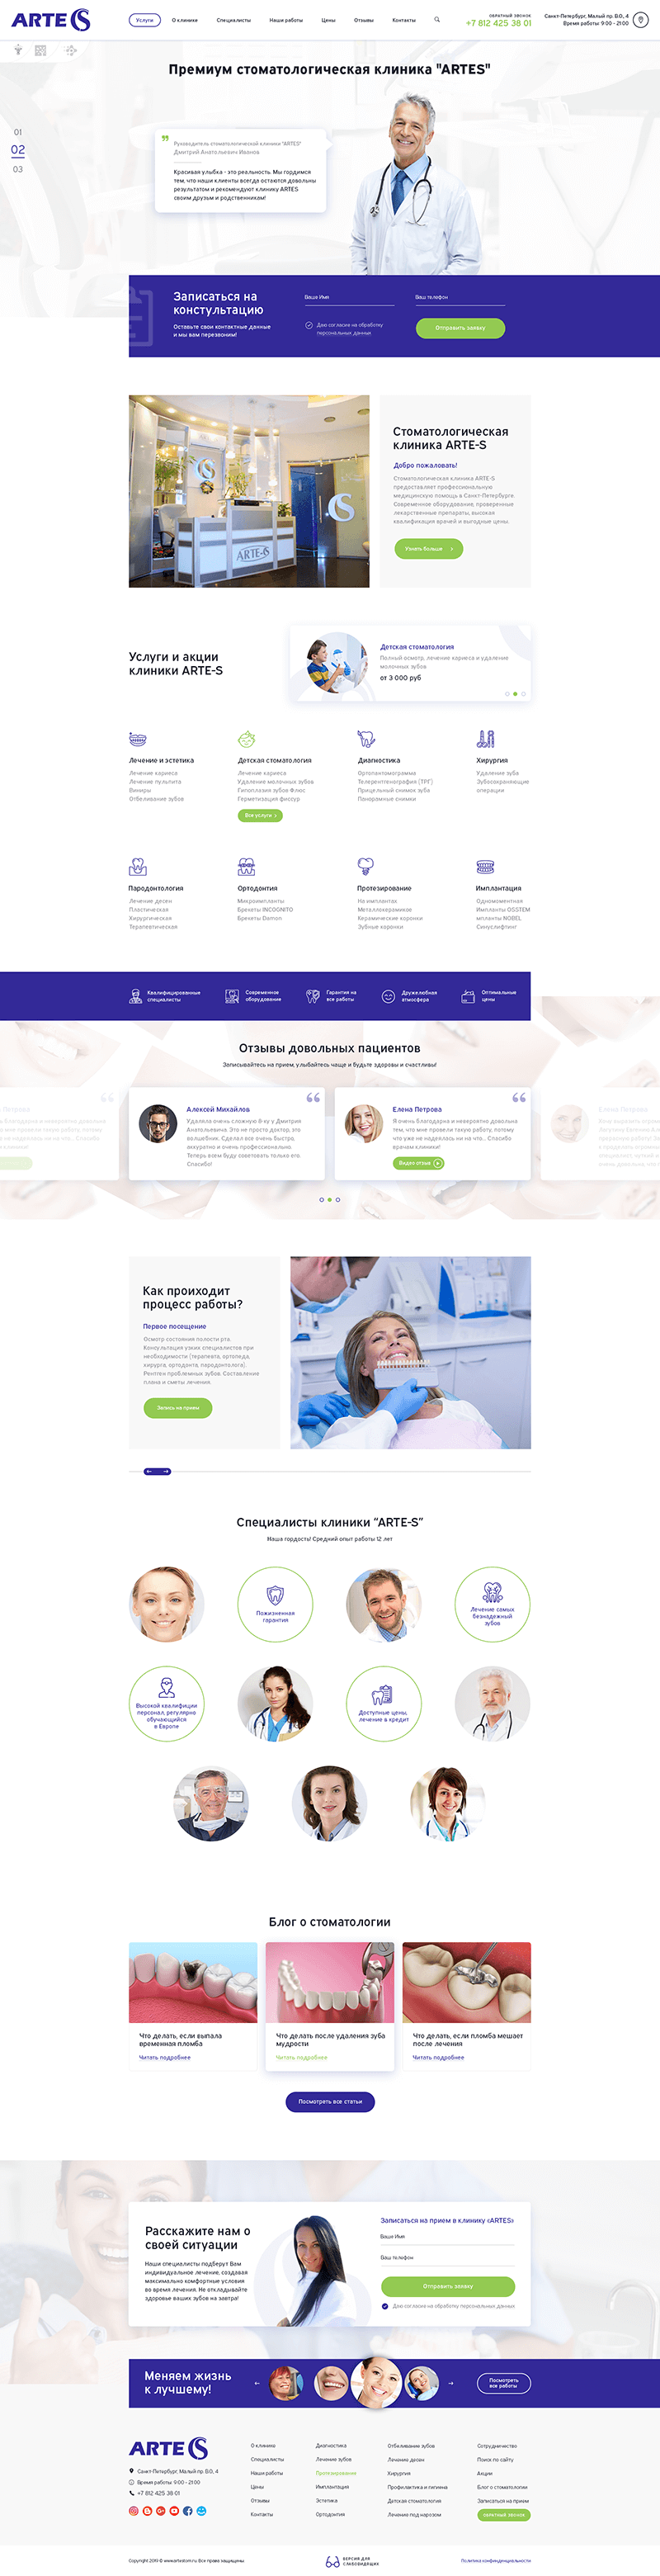 ARTE S
Услуги
О клинике
Специалисты
Наши работы
Цены
Отзывы
Контакты
ОБРАТНЫЙ ЗВОНОК
+7 812 425 38 01
Санкт-Петербург, Малый пр. В.О., 4
Время работы: 9:00 - 21:00
Премиум стоматологическая клиника "ARTES"
01
02
03
Руководитель стоматологической клиники "ARTES"
Дмитрий Анатольевич Иванов
Красивая улыбка - это реальность. Мы гордимся
тем, что наши клиенты всегда остаются довольны
результатом и рекомендуют клинику ARTES
своим друзьям и родственникам!
Записаться на
консультацию
Оставьте свои контактные данные
и мы вам перезвоним!
Ваше Имя
Ваш телефон
Даю согласие на обработку
персональных данных
Отправить заявку
ARTE-S
Стоматологическая
клиника ARTE-S
Добро пожаловать!
Стоматологическая клиника ARTE-S
предоставляет профессиональную
медицинскую помощь в Санкт-Петербурге.
Современное оборудование, проверенные
лекарственные препараты, высокая
квалификация врачей и выгодные цены.
Узнать больше
Услуги и акции
клиники ARTE-S
Детская стоматология
Полный осмотр, лечение кариеса и удаление
молочных зубов
от 3 000 руб
Лечение и эстетика
Лечение кариеса
Лечение пульпита
Виниры
Отбеливание зубов
Детская стоматология
Лечение кариеса
Удаление молочных зубов
Гипоплазия зубов Флюс
Герметизация фиссур
Все услуги
Диагностика
Ортопантомограмма
Телерентгенография (ТРГ)
Прицельный снимок зуба
Панорамные снимки
Хирургия
Удаление зуба
Зубосохраняющие
операции
Пародонтология
Лечение десен
Пластическая
Хирургическая
Терапевтическая
Ортодонтия
Микроимпланты
Брекеты INCOGNITO
Брекеты Damon
Протезирование
На имплантах
Металлокерамиков
Керамические коронки
Зубные коронки
Имплантация
Одномоментная
Импланты OSSTEM
мпланты NOBEL
Синуслифтинг
Квалифицированные
специалисты
Современное
оборудование
Гарантия на
все работы
Дружелюбная
атмосфера
Оптимальные
цены
Отзывы довольных пациентов
Записывайтесь на прием, улыбайтесь чаще и будьте здоровы и счастливы!
Алексей Михайлов
Удаляла очень сложную 8-ку у Дмитрия
Анатольевича. Это не просто доктор, это
волшебник. Сделал все очень быстро,
аккуратно и очень профессионально.
Теперь всем буду советовать только его.
Спасибо!
Елена Петрова
Я очень благодарна и невероятно довольна
тем, что мне провели такую работу, потому
что уже не надеялась ни на что... Спасибо
врачам клиники!
Видео отзыв
Елена Петрова
Как проиходит
процесс работы?
Первое посещение
Осмотр состояния полости рта.
Консультация узких специалистов при
необходимости (терапевта, ортопеда,
хирурга, ортодонта, пародонтолога).
Рентген проблемных зубов. Составление
плана и сметы лечения.
Запись на прием
Специалисты клиники “ARTE-S”
Наша гордость! Средний опыт работы 12 лет
Пожизненная
гарантия
Лечение самых
безнадежный
зубов
Высокой квалифиции
персонал, регулярно
обучающийся
в Европе
Доступные цены,
лечение в кредит
Блог о стоматологии
Что делать, если выпала
временная пломба
Читать подробнее
Что делать после удаления зуба
мудрости
Читать подробнее
Что делать, если пломба мешает
после лечения
Читать подробнее
Посмотреть все статьи
Расскажите нам о
своей ситуации
Наши специалисты подберут Вам
индивидуальное лечение, создавая
максимально комфортные условия
во время лечения. Не откладывайте
здоровье ваших зубов на завтра!
Записаться на прием в клинику «ARTES»
Ваше Имя
Ваш телефон
Отправить заявку
Даю согласие на обработку персональных данных
Меняем жизнь
к лучшему!
Посмотреть
все работы
ARTE S
Санкт-Петербург, Малый пр. В.О., 4
Время работы: 9:00 - 21:00
+7 812 425 38 01
О клинике
Специалисты
Наши работы
Цены
Отзывы
Контакты
Диагностика
Лечение зубов
Протезирование
Имплантация
Эстетика
Ортодонтия
Отбеливание зубов
Лечение десен
Хирургия
Профилактика и гигиена
Детская стоматология
Лечение под наркозом
Сотрудничество
Поиск по сайту
Акции
Блог о стоматологии
Записаться на прием
ОБРАТНЫЙ ЗВОНОК
Copyright 2019 © www.artestom.ru Все права защищены
ВЕРСИЯ ДЛЯ
СЛАБОВИДЯЩИХ
Политика конфиденциальности